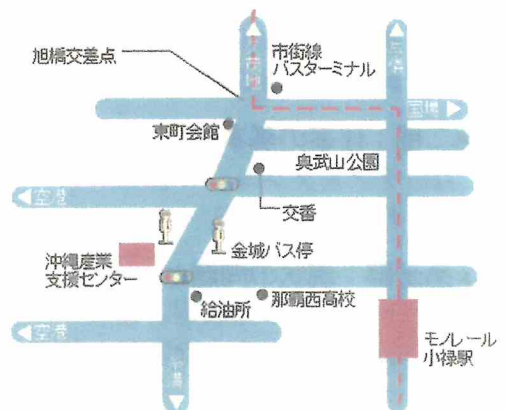 旭橋交差点
市街線
バスターミナル
国場
東町会館
奥武山公園
空港
交番
金城バス停
沖縄産業
支援センター
給油所
那覇西高校
空港
モノレール
小禄駅